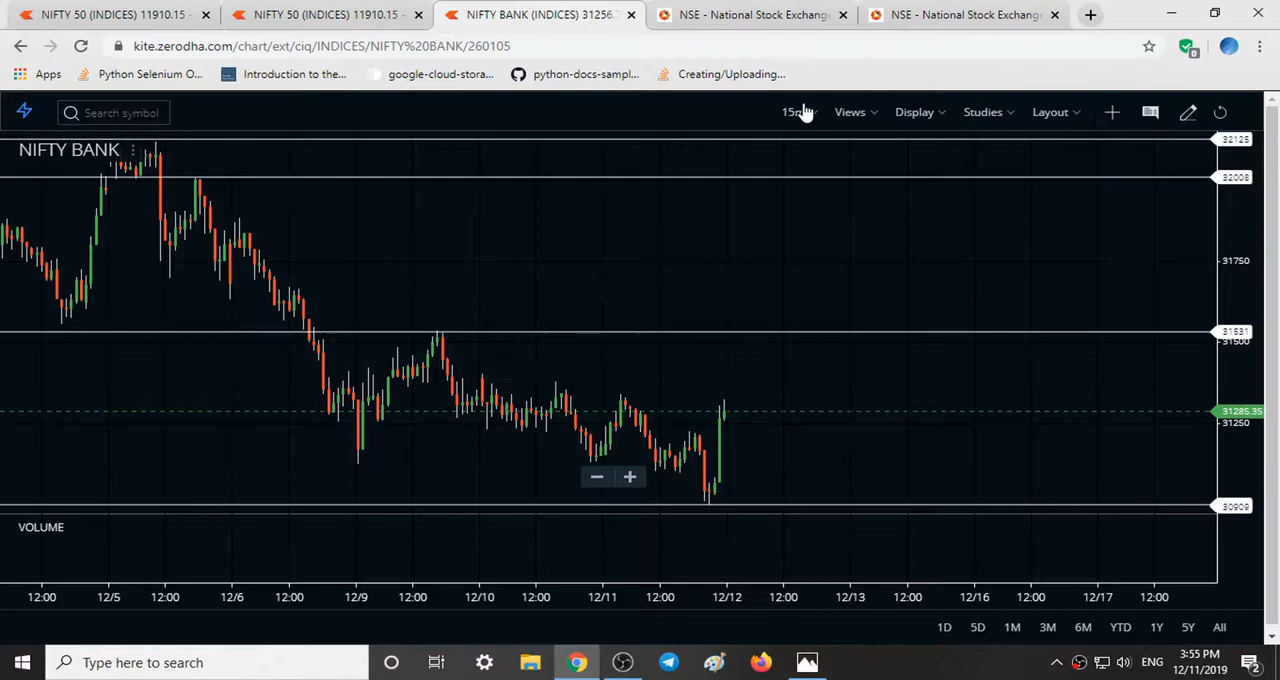 NIFTY 50 (INDICES) 11910.15 -
NIFTY 50 (INDICES) 11910.15 -
NIFTY BANK (INDICES) 31256.
NSE - National Stock Exchange
NSE - National Stock Exchang
kite.zerodha.com/chart/ext/ciq/INDICES/NIFTY%20BANK/260105
0
Apps
Python Selenium O...
Introduction to the...
google-cloud-stora...
python-docs-sampl...
Creating/Uploading...
Search symbol
15m
Views
Display
Studies
Layout
NIFTY BANK
32125
32008
31750
31531
31500
31285.35
31250
30909
VOLUME
12:00 12/5 12:00 12/6 12:00 12/9 12:00 12/10 12:00 12/11 12:00 12/12 12:00 12/13 12:00 12/16 12:00 12/17 12:00
1D 5D 1M 3M 6M YTD 1Y 5Y All
Type here to search
ENG
3:55 PM
12/11/2019
2